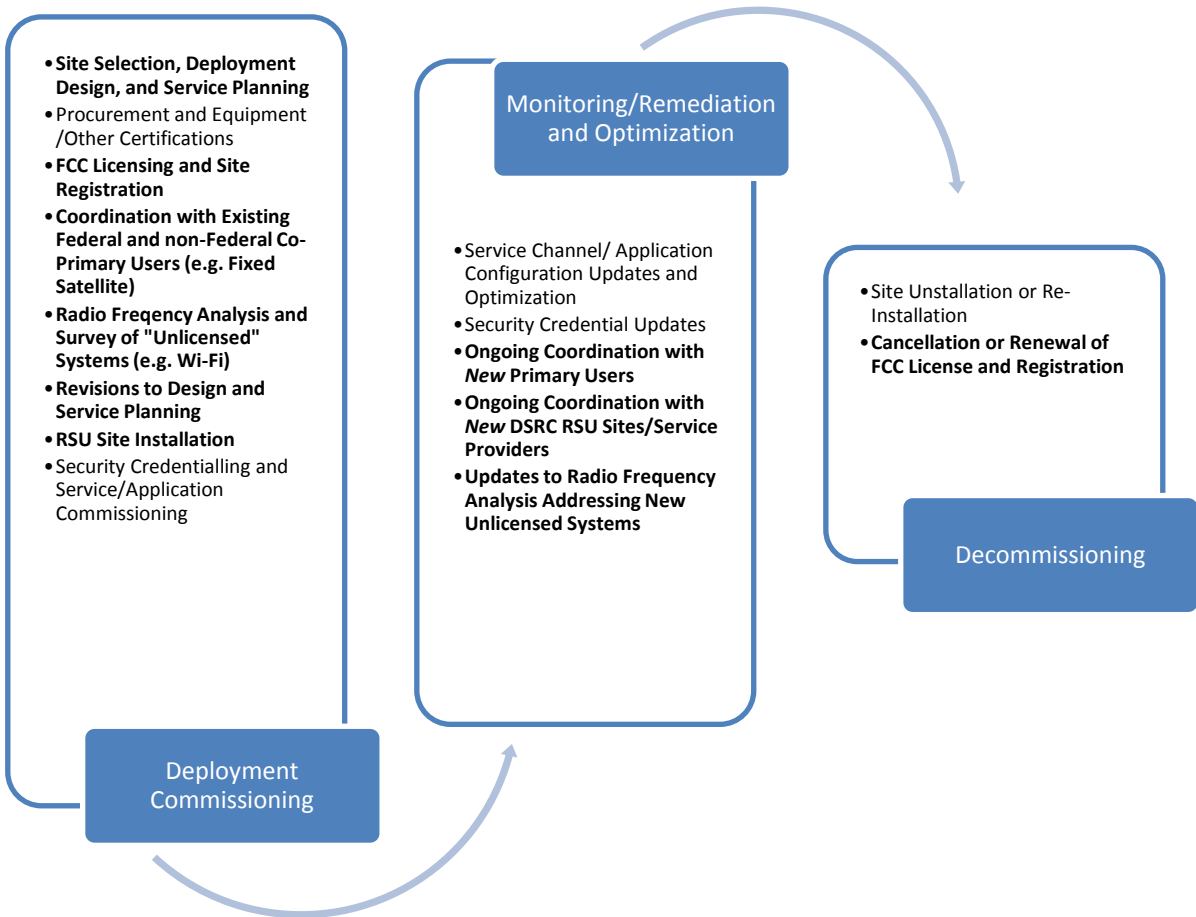 •Site Selection, Deployment
Design, and Service Planning
•Procurement and Equipment
/Other Certifications
•FCC Licensing and Site
Registration
•Coordination with Existing
Federal and non-Federal Co-
Primary Users (e.g. Fixed
Satellite)
•Radio Freqency Analysis and
Survey of "Unlicensed"
Systems (e.g. Wi-Fi)
•Revisions to Design and
Service Planning
•RSU Site Installation
•Security Credentialling and
Service/Application
Commissioning
Deployment
Commissioning
Monitoring/Remediation
and Optimization
•Service Channel/ Application
Configuration Updates and
Optimization
•Security Credential Updates
•Ongoing Coordination with
New Primary Users
•Ongoing Coordination with
New DSRC RSU Sites/Service
Providers
•Updates to Radio Frequency
Analysis Addressing New
Unlicensed Systems
•Site Unstallation or Re-
Installation
•Cancellation or Renewal of
FCC License and Registration
Decommissioning